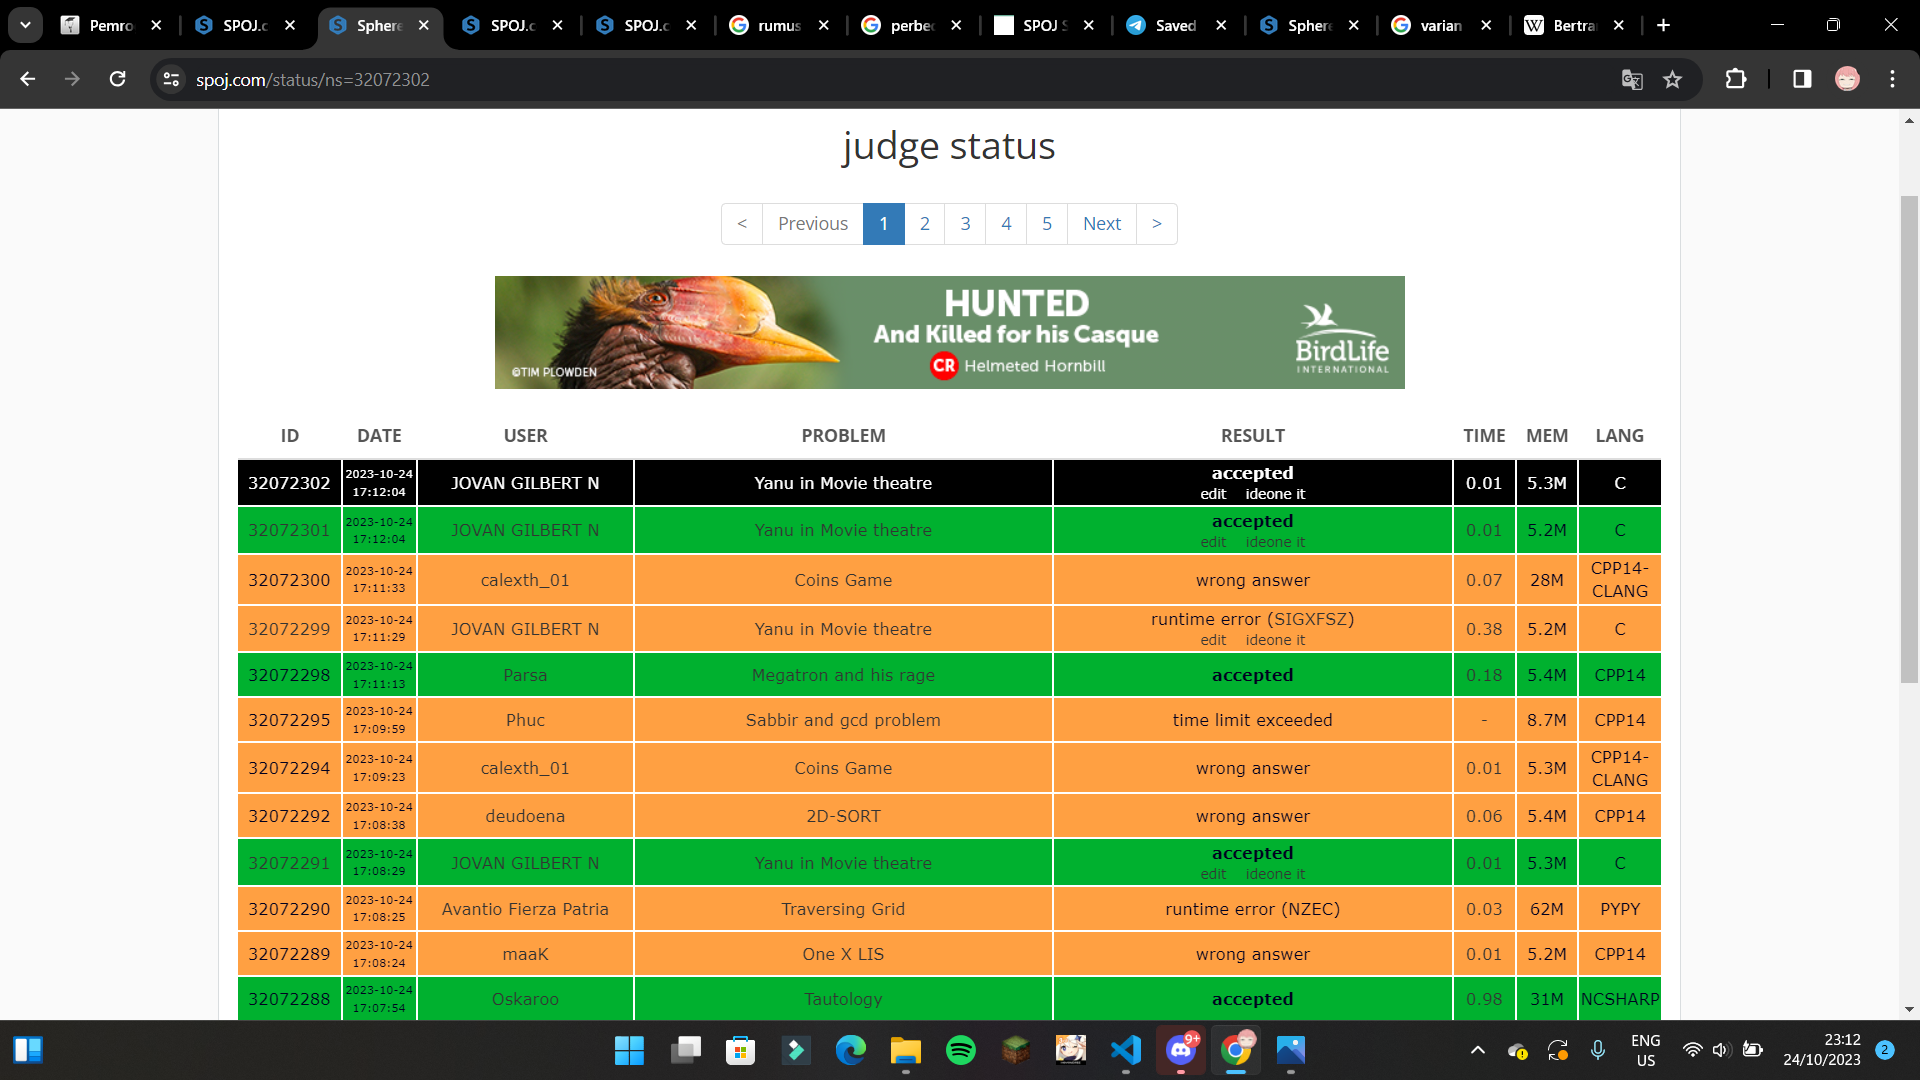 Pemro
SPOJ.c
Sphere
SPOJ.c
SPOJ.c
rumus
perbec
SPOJ S
Saved
Sphere
varian
Bertra
spoj.com/status/ns=32072302
judge status
< Previous 1 2 3 4 5 Next >
HUNTED
And Killed for his Casque
CR Helmeted Hornbill
©TIM PLOWDEN
BirdLife
INTERNATIONAL
ID DATE USER PROBLEM RESULT TIME MEM LANG
32072302 2023-10-24 17:12:04 JOVAN GILBERT N Yanu in Movie theatre accepted edit ideone it 0.01 5.3M C
32072301 2023-10-24 17:12:04 JOVAN GILBERT N Yanu in Movie theatre accepted edit ideone it 0.01 5.2M C
32072300 2023-10-24 17:11:33 calexth_01 Coins Game wrong answer 0.07 28M CPP14-CLANG
32072299 2023-10-24 17:11:29 JOVAN GILBERT N Yanu in Movie theatre runtime error (SIGXFSZ) edit ideone it 0.38 5.2M C
32072298 2023-10-24 17:11:13 Parsa Megatron and his rage accepted 0.18 5.4M CPP14
32072295 2023-10-24 17:09:59 Phuc Sabbir and gcd problem time limit exceeded - 8.7M CPP14
32072294 2023-10-24 17:09:23 calexth_01 Coins Game wrong answer 0.01 5.3M CPP14-CLANG
32072292 2023-10-24 17:08:38 deudoena 2D-SORT wrong answer 0.06 5.4M CPP14
32072291 2023-10-24 17:08:29 JOVAN GILBERT N Yanu in Movie theatre accepted edit ideone it 0.01 5.3M C
32072290 2023-10-24 17:08:25 Avantio Fierza Patria Traversing Grid runtime error (NZEC) 0.03 62M PYPY
32072289 2023-10-24 17:08:24 maaK One X LIS wrong answer 0.01 5.2M CPP14
32072288 2023-10-24 17:07:54 Oskaroo Tautology accepted 0.98 31M NCSHARP
9+
ENG
US
23:12
24/10/2023
2